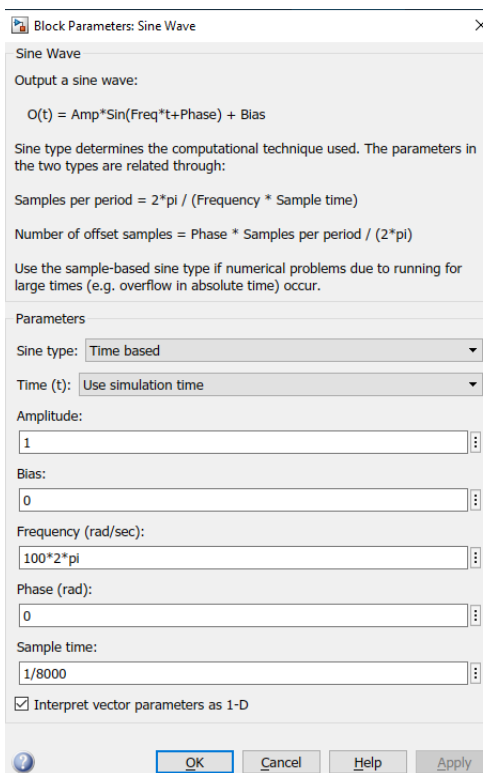 Block Parameters: Sine Wave
Sine Wave
Output a sine wave:
O(t) = Amp*Sin(Freq*t+Phase) + Bias
Sine type determines the computational technique used. The parameters in
the two types are related through:
Samples per period = 2*pi / (Frequency * Sample time)
Number of offset samples = Phase * Samples per period / (2*pi)
Use the sample-based sine type if numerical problems due to running for
large times (e.g. overflow in absolute time) occur.
Parameters
Sine type: Time based
Time (t): Use simulation time
Amplitude:
1
Bias:
0
Frequency (rad/sec):
100*2*pi
Phase (rad):
0
Sample time:
1/8000
Interpret vector parameters as 1-D
OK Cancel Help Apply